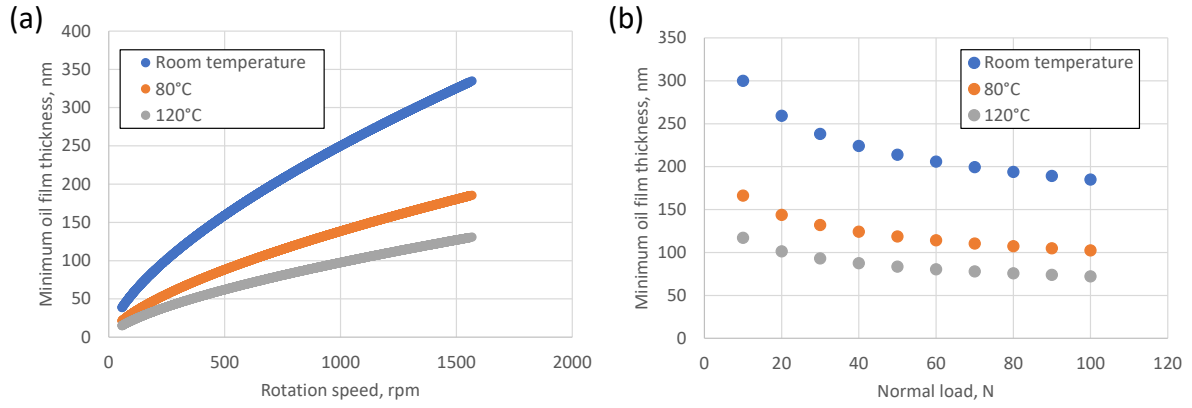 (a)
400
350
300
250
200
150
100
50
0
Minimum oil film thickness, nm
Room temperature
80°C
120°C
0 500 1000 1500 2000
Rotation speed, rpm
(b)
350
300
250
200
150
100
50
0
Minimum oil film thickness, nm
Room temperature
80°C
120°C
0 20 40 60 80 100 120
Normal load, N